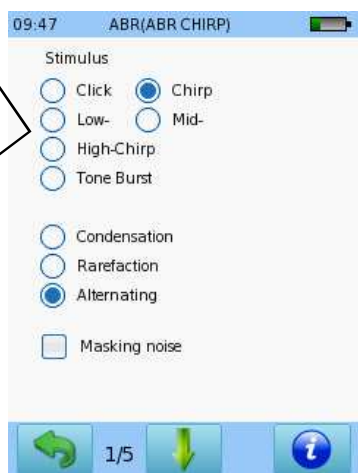 09:47 ABR(ABR CHIRP)
Stimulus
Click Chirp
Low- Mid-
High-Chirp
Tone Burst
Condensation
Rarefaction
Alternating
Masking noise
1/5 i